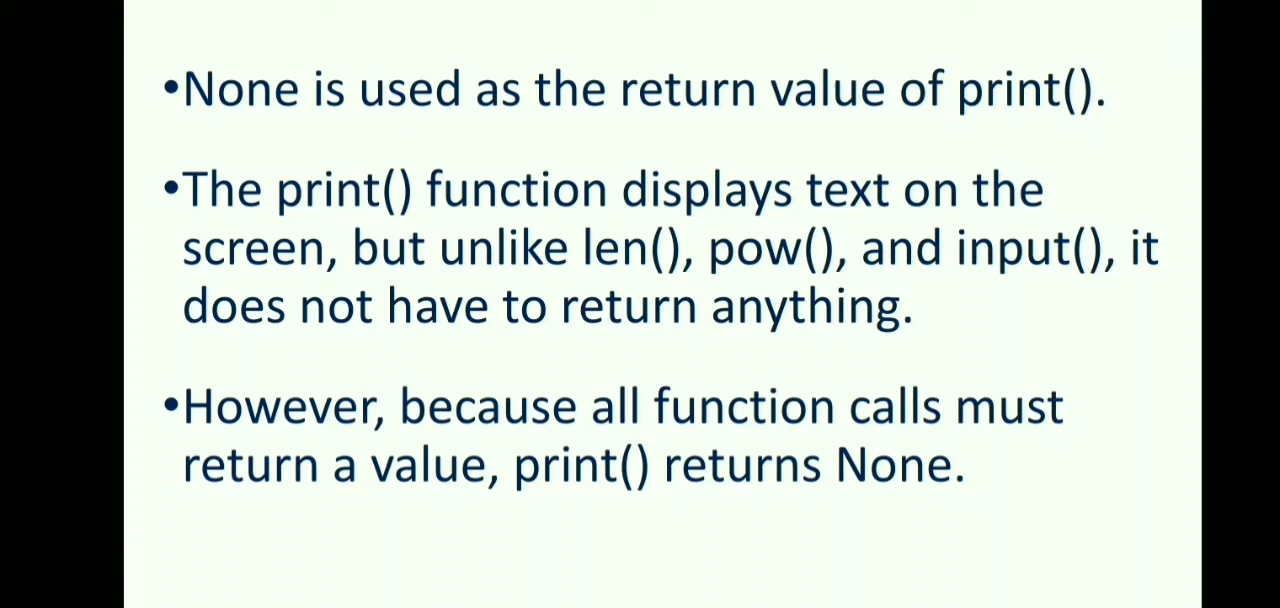 •None is used as the return value of print().
•The print() function displays text on the
screen, but unlike len(), pow(), and input(), it
does not have to return anything.
•However, because all function calls must
return a value, print() returns None.